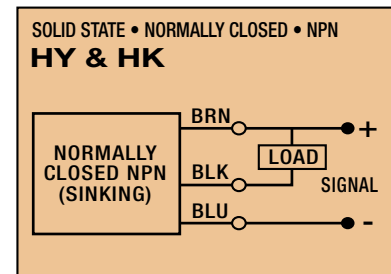 SOLID STATE • NORMALLY CLOSED • NPN
HY & HK
BRN
+
NORMALLY
CLOSED NPN
(SINKING)
LOAD
BLK
SIGNAL
BLU
-